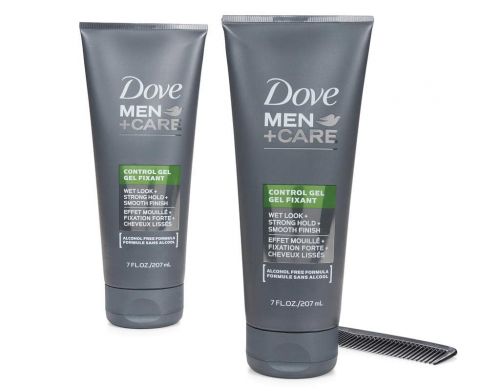 Dove
MEN
+CARE
CONTROL GEL
GEL FIXANT
WET LOOK +
STRONG HOLD +
SMOOTH FINISH
EFFET MOUILLÉ +
FIXATION FORTE +
CHEVEUX LISSÉS
ALCOHOL FREE FORMULA
FORMULE SANS ALCOOL
7 FL.OZ./207 mL
Dove
MEN
+CARE
CONTROL GEL
GEL FIXANT
WET LOOK +
STRONG HOLD +
SMOOTH FINISH
EFFET MOUILLÉ +
FIXATION FORTE +
CHEVEUX LISSÉS
ALCOHOL FREE FORMULA
FORMULE SANS ALCOOL
7 FL.OZ./207 mL